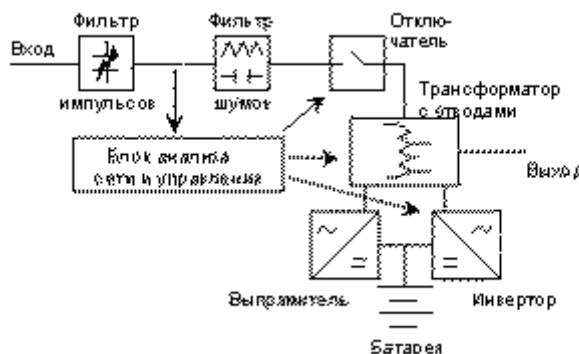 Фильтр
Фильтр
Отклю-
чатель
Вход
импульсов
шумов
Трансформатор
с отводами
Блок анализа
сети и управления
Выход
Выпрямитель
Инвертор
Батарея